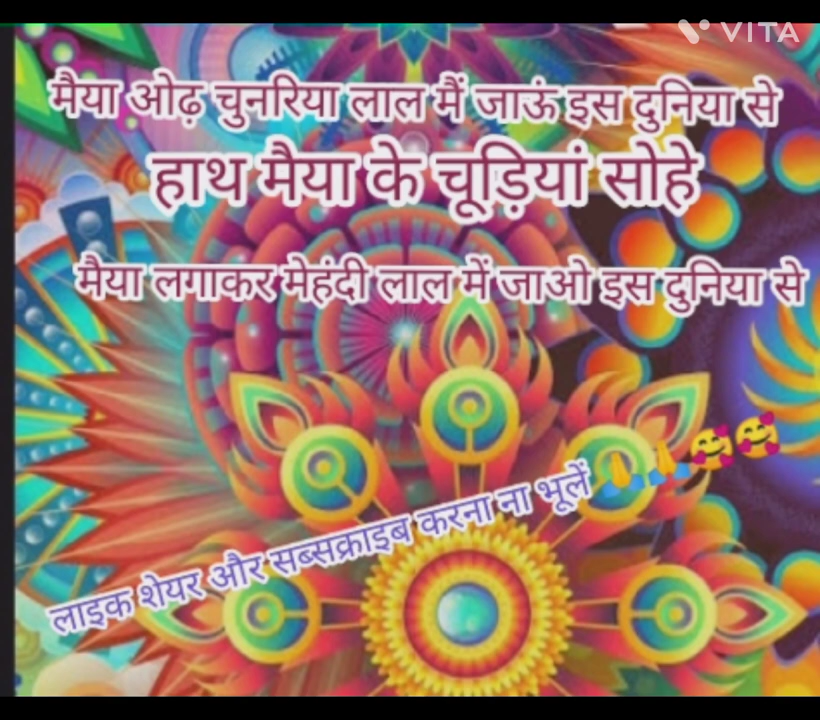 VITA
मैया ओढ़ चुनरिया लाल मैं जाऊं इस दुनिया से
हाथ मैया के चूड़ियां सोहे
मैया लगाकर मेहंदी लाल में जाओ इस दुनिया से
लाइक शेयर और सब्सक्राइब करना ना भूलें 🙏🙏🥰🥰